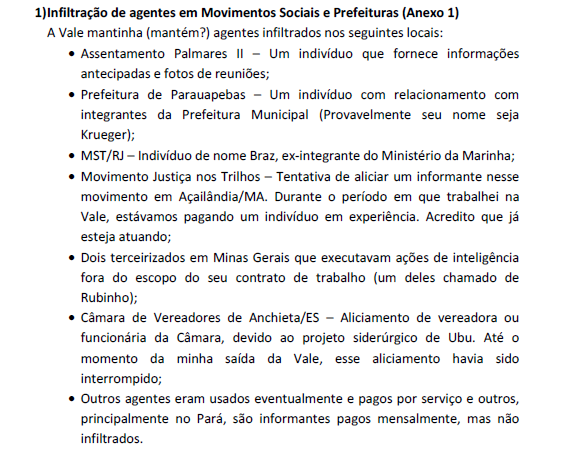 1)Infiltração de agentes em Movimentos Sociais e Prefeituras (Anexo 1)
A Vale mantinha (mantém?) agentes infiltrados nos seguintes locais:
• Assentamento Palmares II – Um indivíduo que fornece informações
antecipadas e fotos de reuniões;
• Prefeitura de Parauapebas – Um indivíduo com relacionamento com
integrantes da Prefeitura Municipal (Provavelmente seu nome seja
Krueger);
• MST/RJ – Indivíduo de nome Braz, ex-integrante do Ministério da Marinha;
• Movimento Justiça nos Trilhos – Tentativa de aliciar um informante nesse
movimento em Açailândia/MA. Durante o período em que trabalhei na
Vale, estávamos pagando um indivíduo em experiência. Acredito que já
esteja atuando;
• Dois terceirizados em Minas Gerais que executavam ações de inteligência
fora do escopo do seu contrato de trabalho (um deles chamado de
Rubinho);
• Câmara de Vereadores de Anchieta/ES – Aliciamento de vereadora ou
funcionária da Câmara, devido ao projeto siderúrgico de Ubu. Até o
momento da minha saída da Vale, esse aliciamento havia sido
interrompido;
• Outros agentes eram usados eventualmente e pagos por serviço e outros,
principalmente no Pará, são informantes pagos mensalmente, mas não
infiltrados.